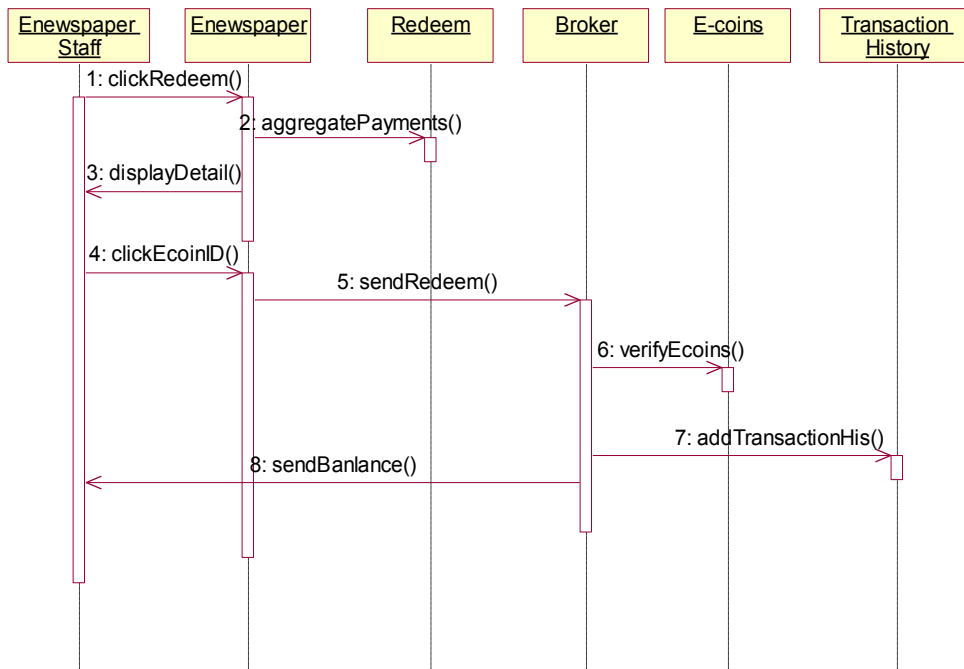 Enewspaper
Staff
Enewspaper
Redeem
Broker
E-coins
Transaction
History
1: clickRedeem()
2: aggregatePayments()
3: displayDetail()
4: clickEcoinID()
5: sendRedeem()
6: verifyEcoins()
7: addTransactionHis()
8: sendBanlance()